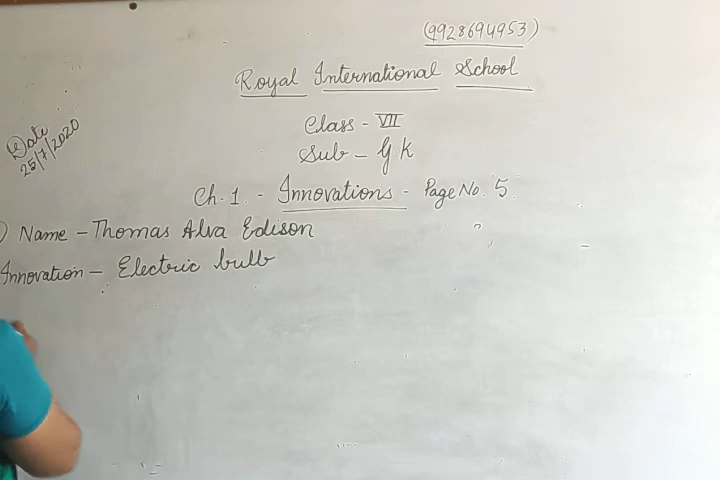 (9928694953)
Royal International School
Date
25/7/2020
Class - VII
Sub - GK
Ch. 1. - Innovations - Page No. 5.
) Name - Thomas Alva Edison
Innovation - Electric bulb